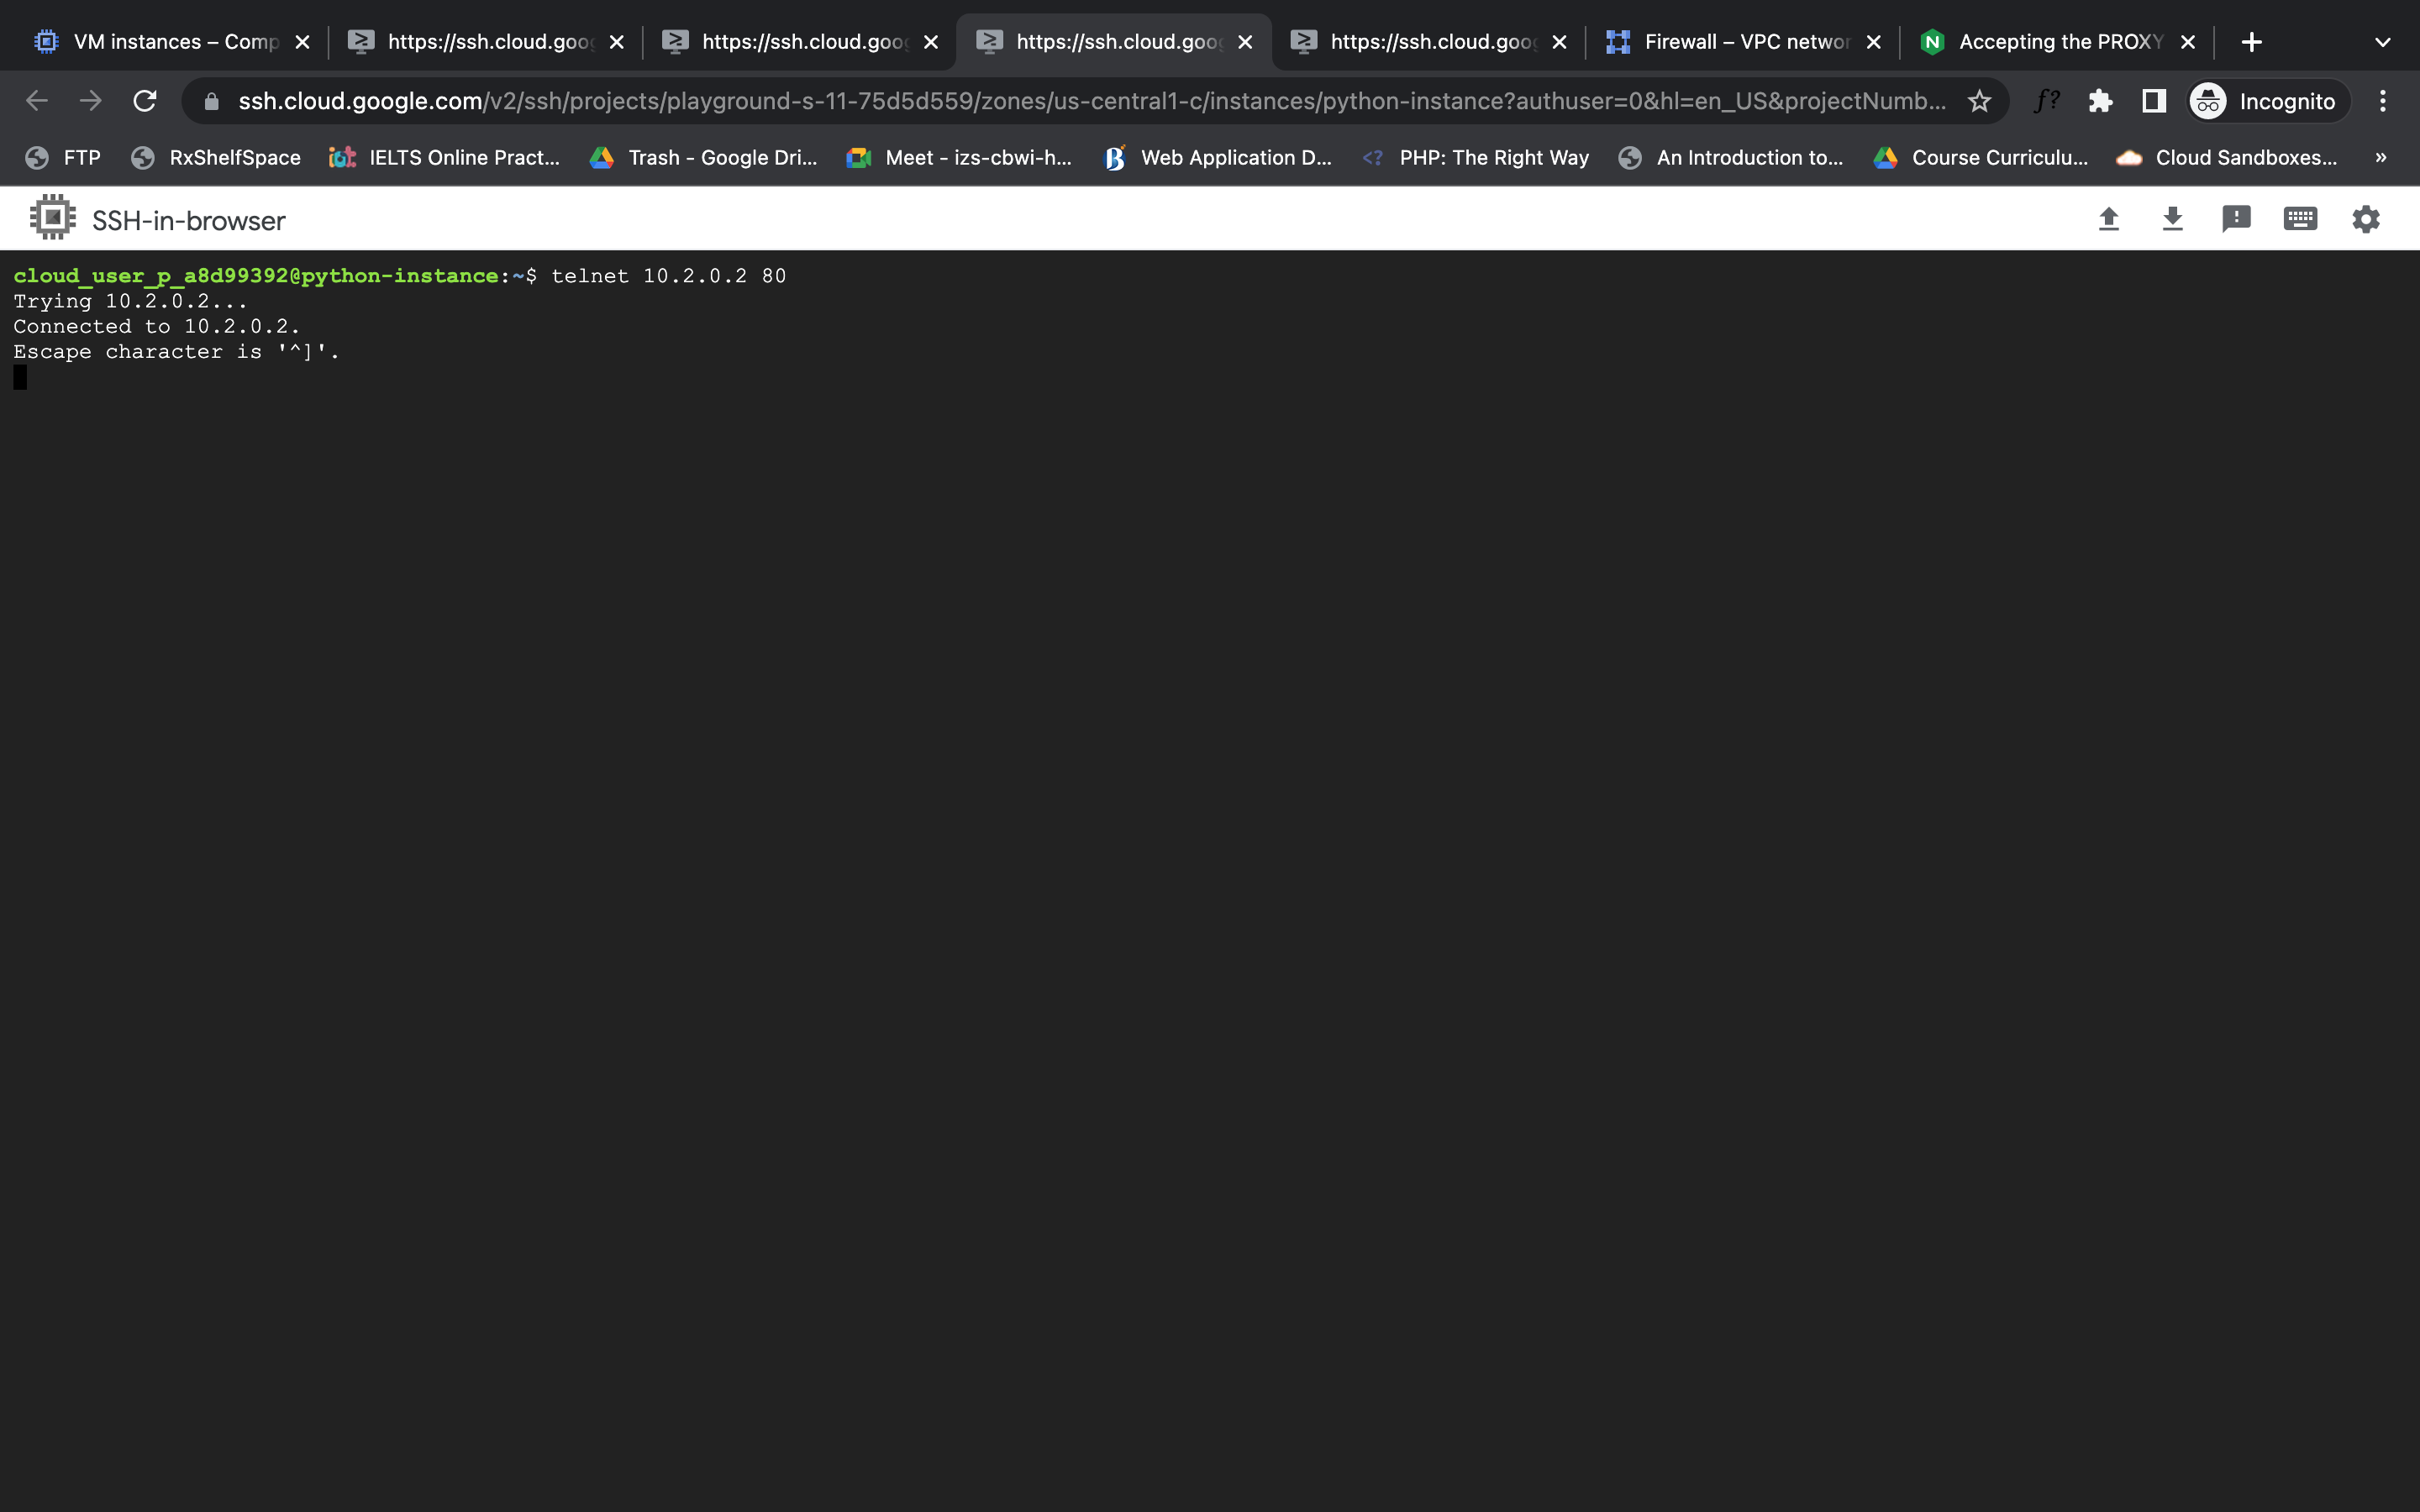 VM instances – Comp
https://ssh.cloud.goog
https://ssh.cloud.goog
https://ssh.cloud.goog
https://ssh.cloud.goog
Firewall – VPC networ
Accepting the PROXY
ssh.cloud.google.com/v2/ssh/projects/playground-s-11-75d5d559/zones/us-central1-c/instances/python-instance?authuser=0&hl=en_US&projectNumb...
f?
Incognito
FTP
RxShelfSpace
IELTS Online Pract...
Trash - Google Dri...
Meet - izs-cbwi-h...
Web Application D...
PHP: The Right Way
An Introduction to...
Course Curriculu...
Cloud Sandboxes...
»
SSH-in-browser
cloud_user_p_a8d99392@python-instance:~$ telnet 10.2.0.2 80
Trying 10.2.0.2...
Connected to 10.2.0.2.
Escape character is '^]'.